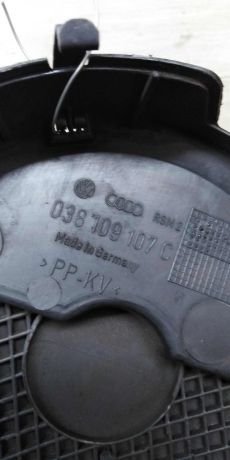 038 109 107 C
Made in Germany
> PP-KV <